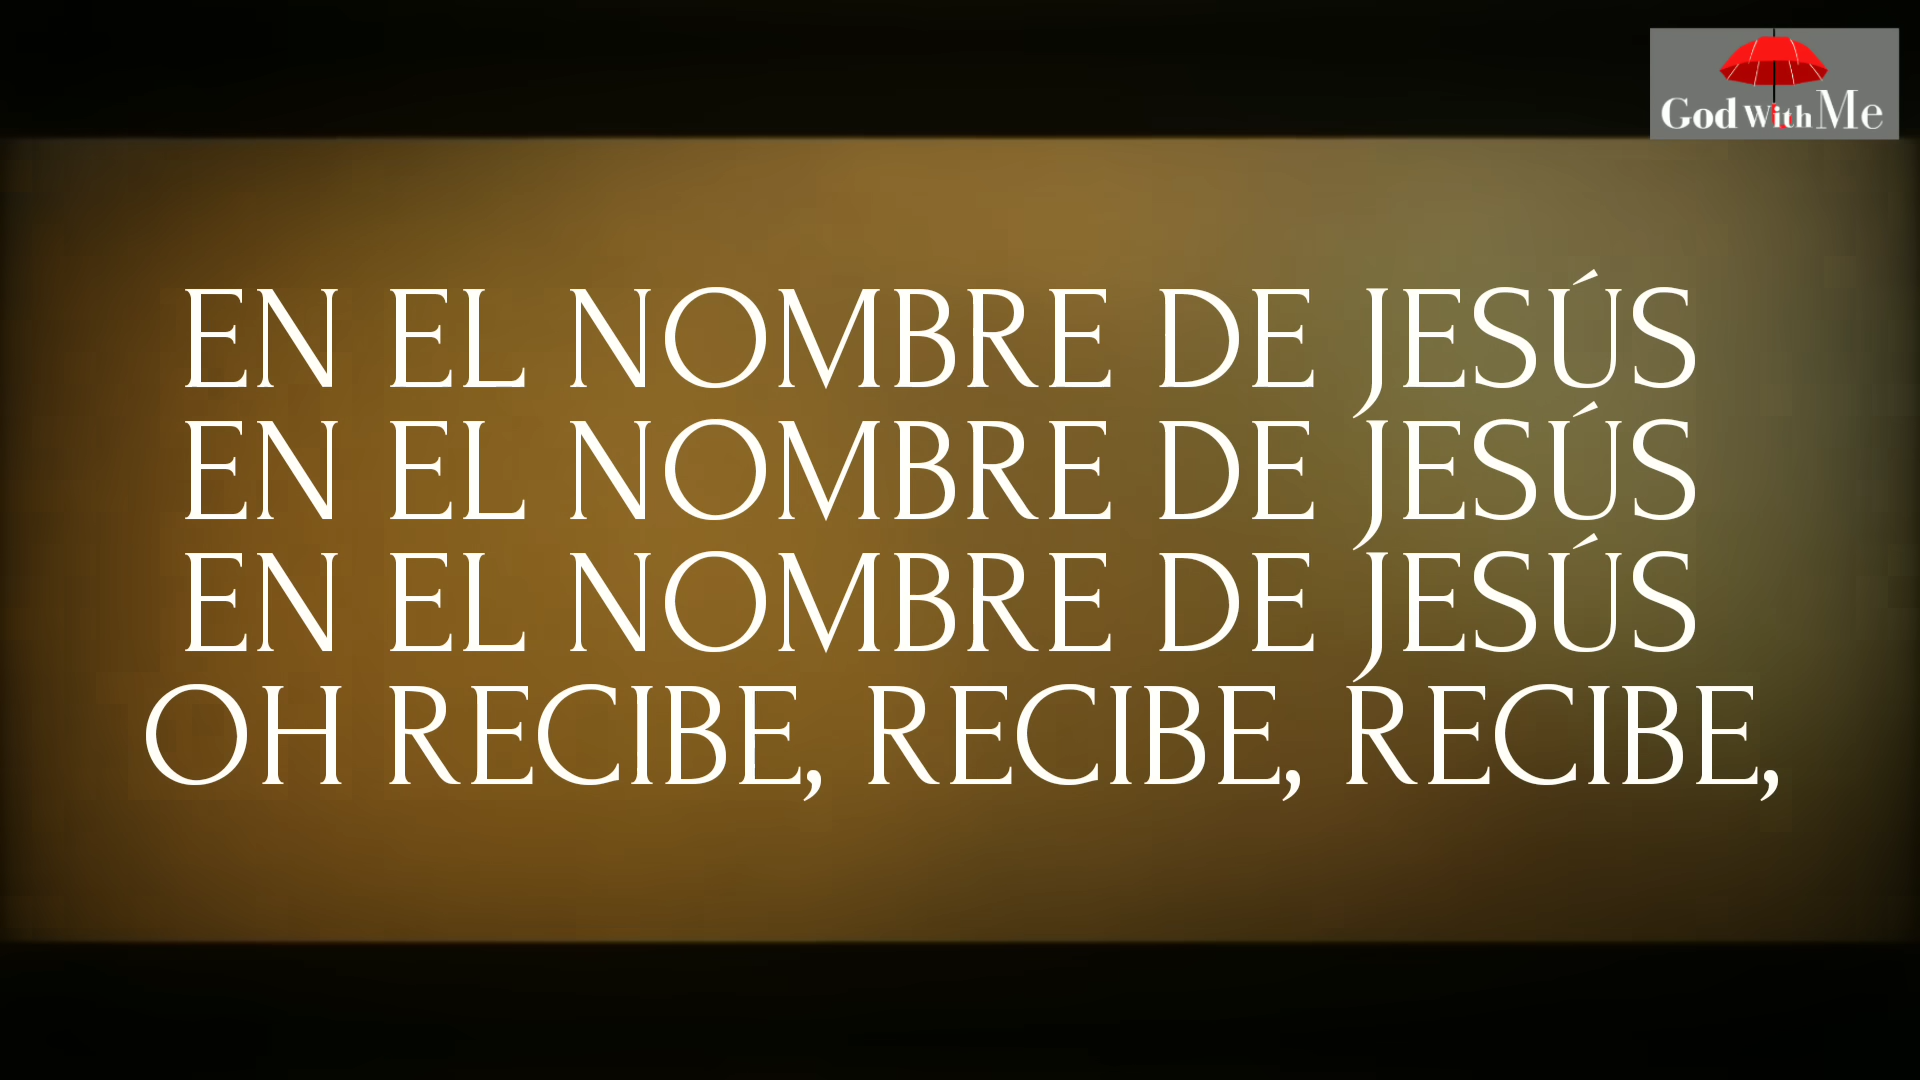 God With Me
EN EL NOMBRE DE JESÚS
EN EL NOMBRE DE JESÚS
EN EL NOMBRE DE JESÚS
OH RECIBE, RECIBE, RECIBE,